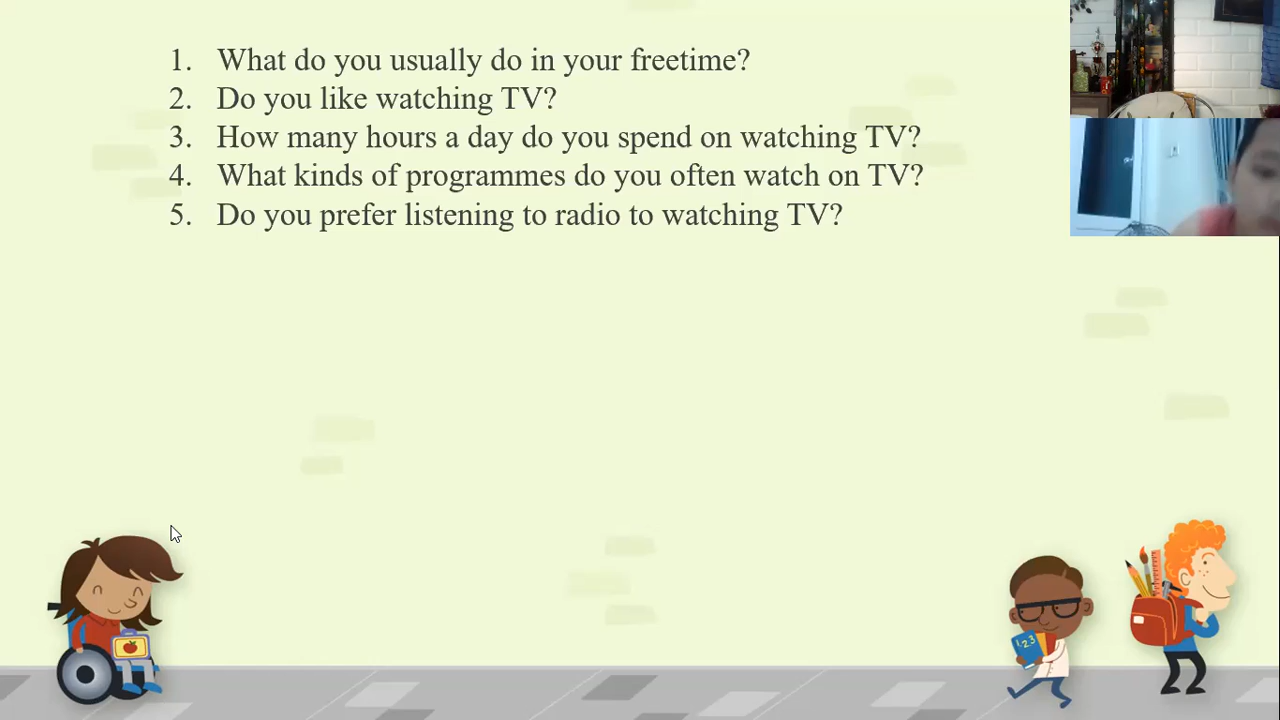 1. What do you usually do in your freetime?
2. Do you like watching TV?
3. How many hours a day do you spend on watching TV?
4. What kinds of programmes do you often watch on TV?
5. Do you prefer listening to radio to watching TV?
123